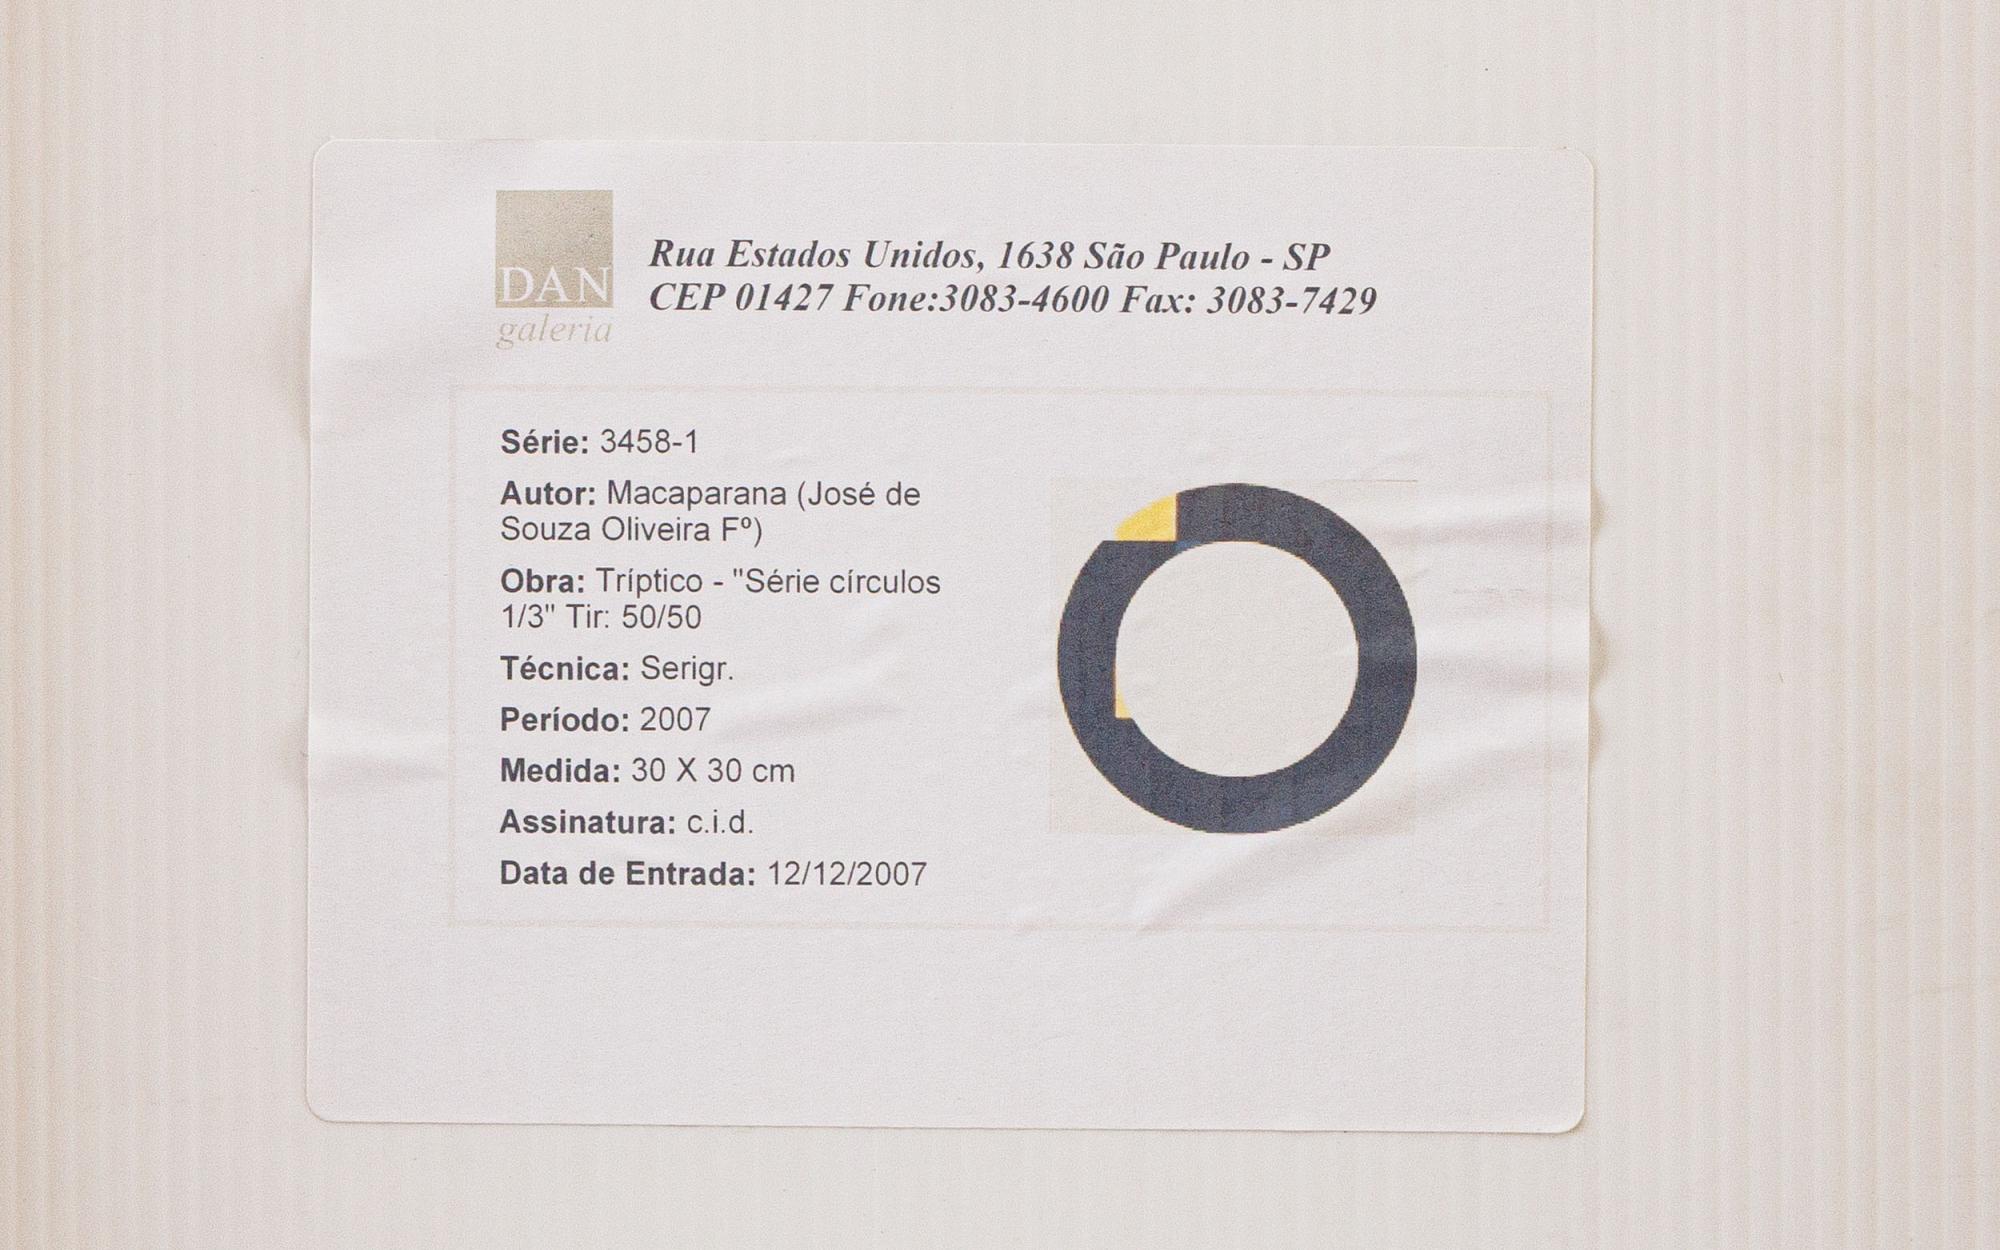 DAN
galeria
Rua Estados Unidos, 1638 São Paulo - SP
CEP 01427 Fone:3083-4600 Fax: 3083-7429
Série: 3458-1
Autor: Macaparana (José de
Souza Oliveira Fº)
Obra: Tríptico - "Série círculos
1/3" Tir: 50/50
Técnica: Serigr.
Período: 2007
Medida: 30 X 30 cm
Assinatura: c.i.d.
Data de Entrada: 12/12/2007